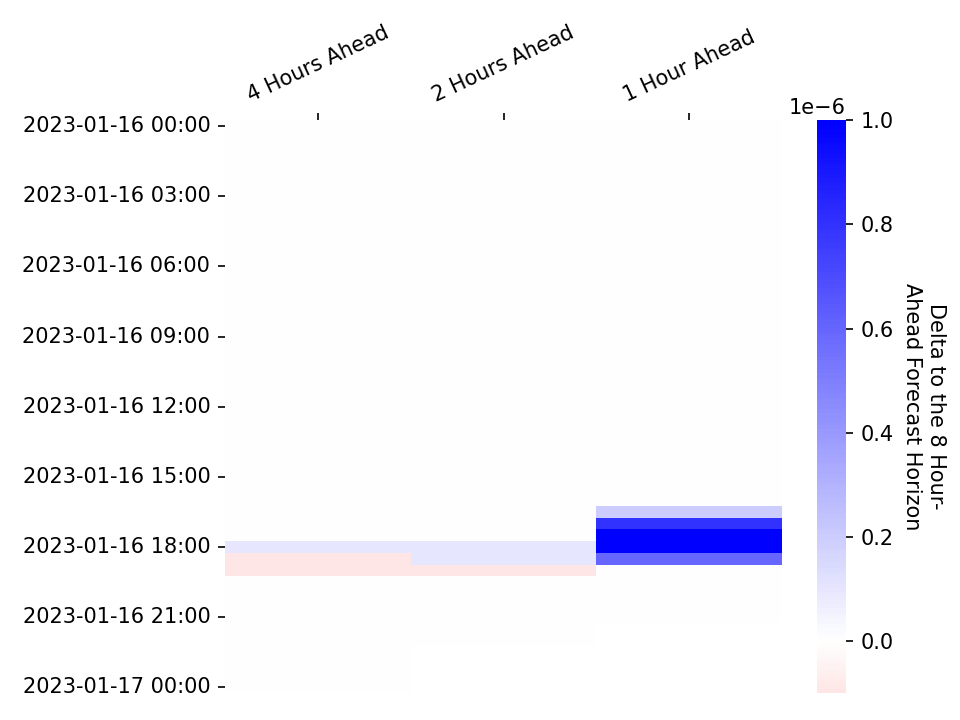 4 Hours Ahead
2 Hours Ahead
1 Hour Ahead
1e−6
2023-01-16 00:00
2023-01-16 03:00
2023-01-16 06:00
2023-01-16 09:00
2023-01-16 12:00
2023-01-16 15:00
2023-01-16 18:00
2023-01-16 21:00
2023-01-17 00:00
1.0
0.8
0.6
0.4
0.2
0.0
Delta to the 8 Hour-
Ahead Forecast Horizon